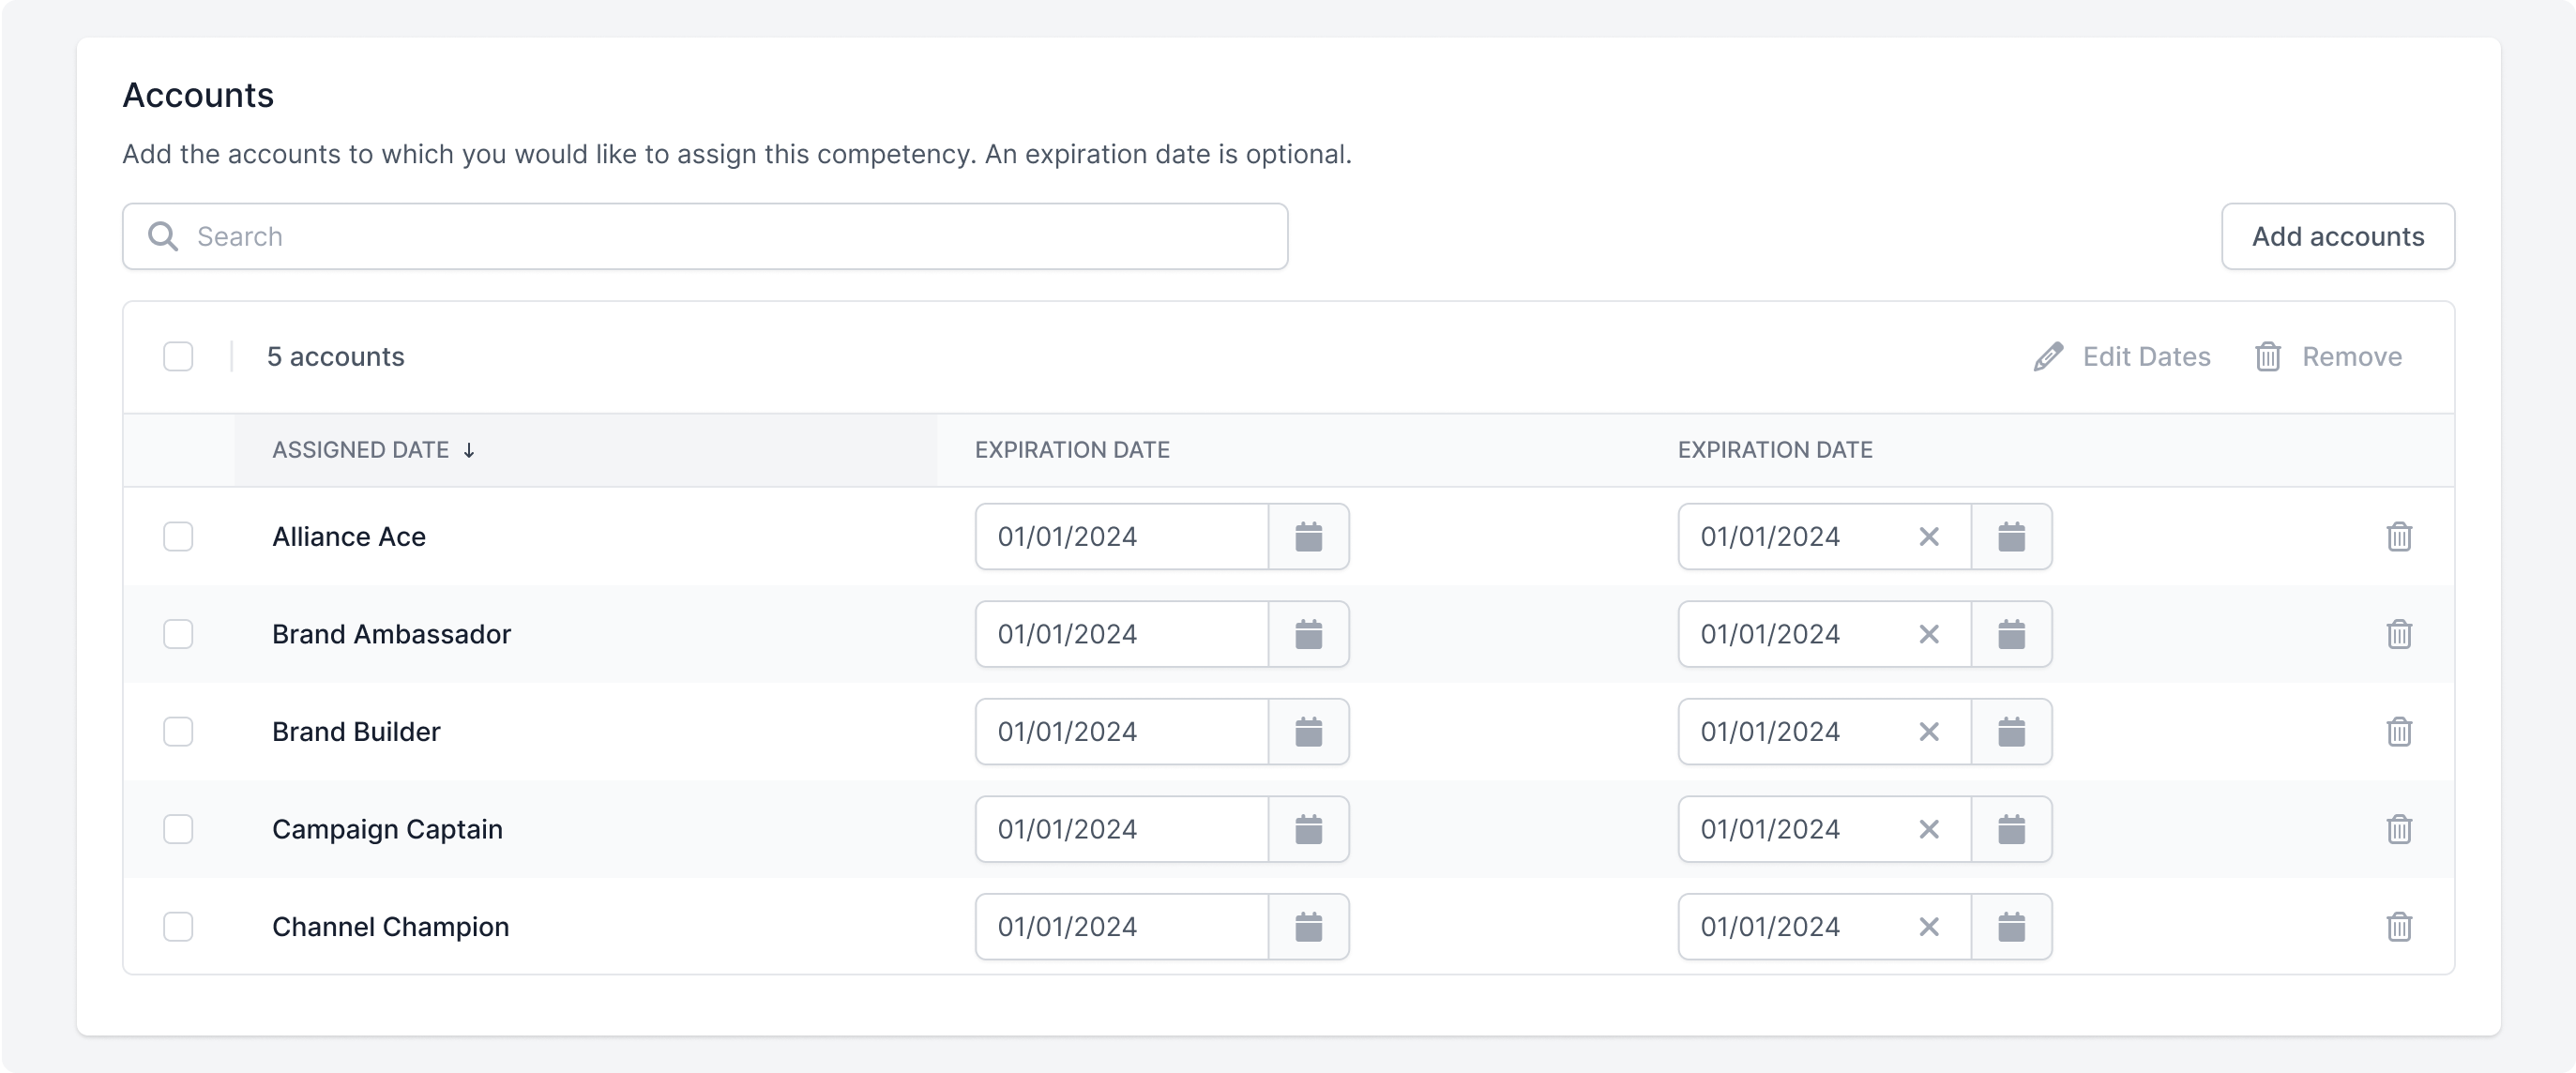 Accounts
Add the accounts to which you would like to assign this competency. An expiration date is optional.
Search
Add accounts
5 accounts
Edit Dates
Remove
ASSIGNED DATE ↓
EXPIRATION DATE
EXPIRATION DATE
Alliance Ace
01/01/2024
01/01/2024
Brand Ambassador
01/01/2024
01/01/2024
Brand Builder
01/01/2024
01/01/2024
Campaign Captain
01/01/2024
01/01/2024
Channel Champion
01/01/2024
01/01/2024